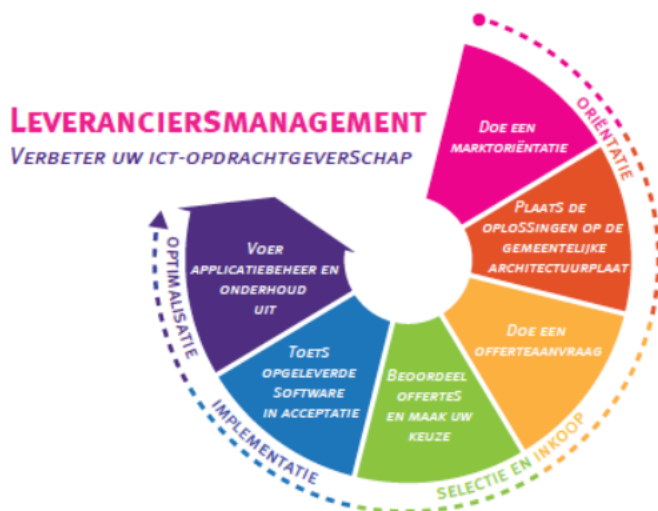 LEVERANCIERSMANAGEMENT
VERBETER UW ICT-OPDRACHTGEVERSCHAP
DOE EEN
MARKTORIËNTATIE
PLAATS DE
OPLOSSINGEN OP DE
GEMEENTELIJKE
ARCHITECTUURPLAAT
DOE EEN
OFFERTEAANVRAAG
BEOORDEEL
OFFERTES
EN MAAK UW
KEUZE
TOETS
OPGELEVERDE
SOFTWARE
IN ACCEPTATIE
VOER
APPLICATIEBEHEER EN
ONDERHOUD
UIT
ORIËNTATIE
SELECTIE EN INKOOP
IMPLEMENTATIE
OPTIMALISATIE